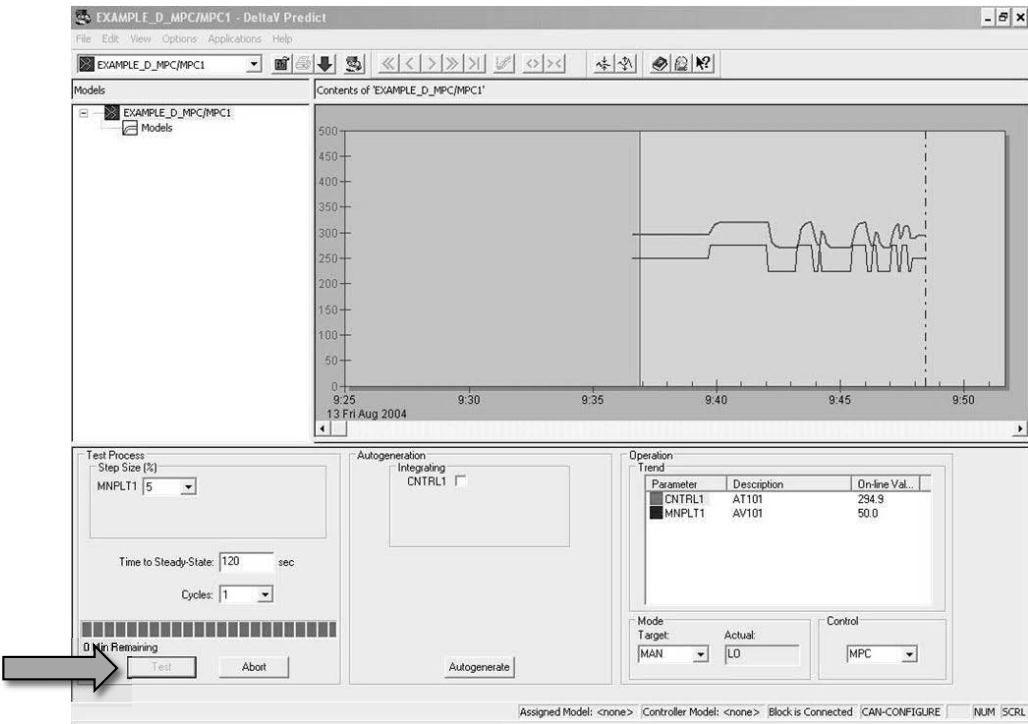 EXAMPLE_D_MPC/MPC1 - DeltaV Predict
File Edit View Options Applications Help
EXAMPLE_D_MPC/MPC1
Models
Contents of 'EXAMPLE_D_MPC/MPC1'
EXAMPLE_D_MPC/MPC1
Models
500
450
400
350
300
250
200
150
100
50
0
9:25 9:30 9:35 9:40 9:45 9:50
13 Fri Aug 2004
Test Process
Step Size (%)
MNPLT1 5
Time to Steady-State: 120 sec
Cycles: 1
0 Min Remaining
Test Abort
Autogeneration
Integrating
CNTRL1
Autogenerate
Operation
Trend
Parameter Description On-line Val...
CNTRL1 AT101 294.9
MNPLT1 AV101 50.0
Mode
Target: Actual:
MAN LO
Control
MPC
Assigned Model: <none> Controller Model: <none> Block is Connected CAN-CONFIGURE NUM SCRL